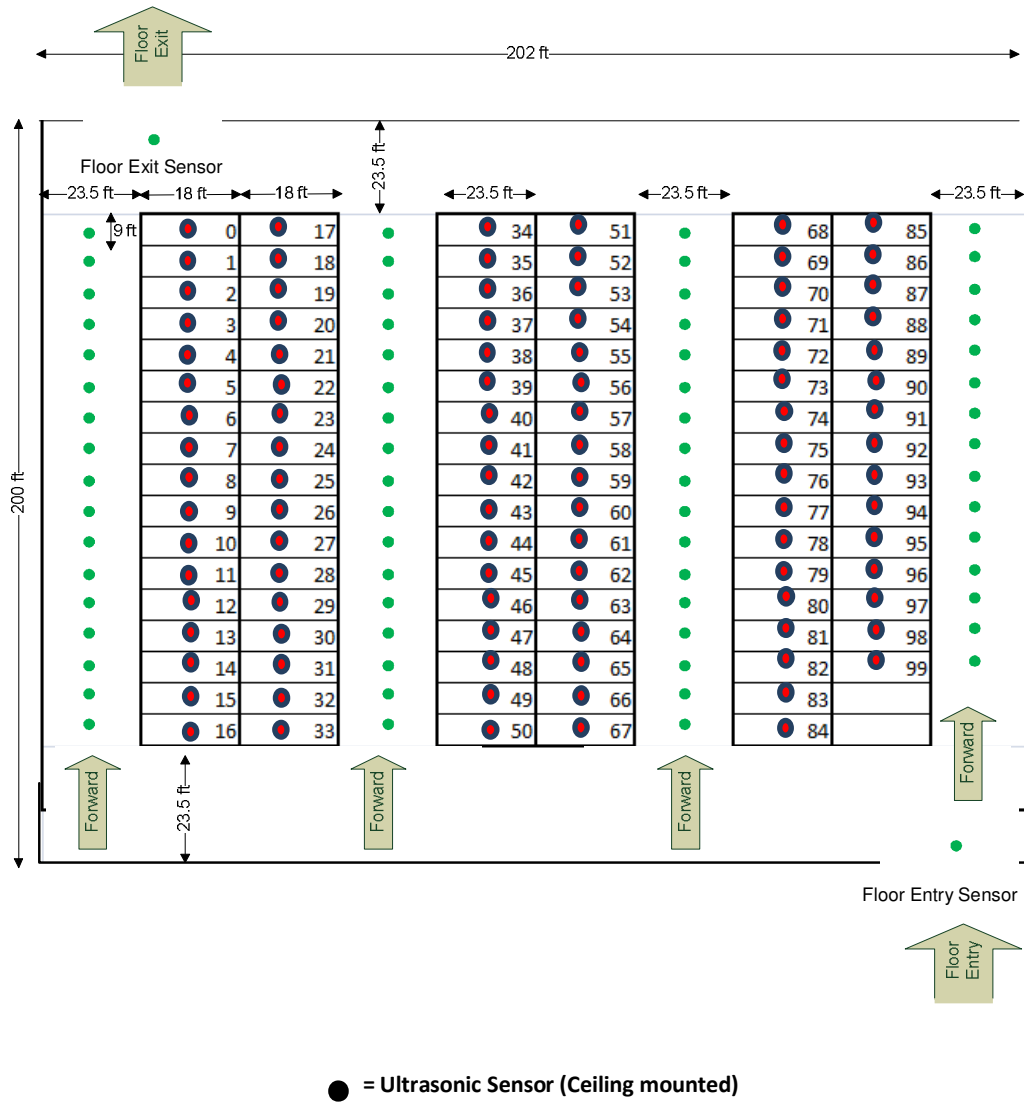 Floor
Exit
202 ft
Floor Exit Sensor
23.5 ft
23.5 ft 18 ft 18 ft 23.5 ft 23.5 ft 23.5 ft
9 ft
200 ft
0 17 34 51 68 85
1 18 35 52 69 86
2 19 36 53 70 87
3 20 37 54 71 88
4 21 38 55 72 89
5 22 39 56 73 90
6 23 40 57 74 91
7 24 41 58 75 92
8 25 42 59 76 93
9 26 43 60 77 94
10 27 44 61 78 95
11 28 45 62 79 96
12 29 46 63 80 97
13 30 47 64 81 98
14 31 48 65 82 99
15 32 49 66 83
16 33 50 67 84
Forward Forward Forward Forward
23.5 ft
Floor Entry Sensor
Floor
Entry
= Ultrasonic Sensor (Ceiling mounted)